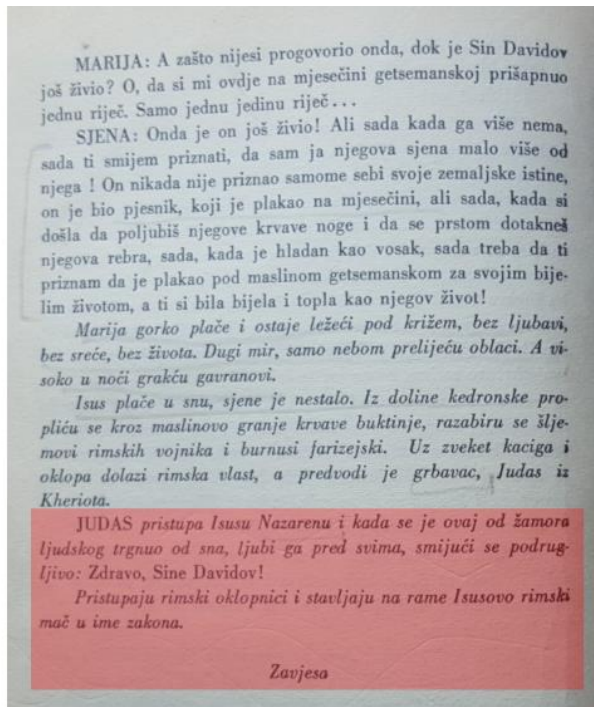 MARIJA: A zašto nijesi progovorio onda, dok je Sin Davidov
još živio? O, da si mi ovdje na mjesečini getsemanskoj prišapnuo
jednu riječ. Samo jednu jedinu riječ...
SJENA: Onda je on još živio! Ali sada kada ga više nema,
sada ti smijem priznati, da sam ja njegova sjena malo više od
njega ! On nikada nije priznao samome sebi svoje zemaljske istine,
on je bio pjesnik, koji je plakao na mjesečini, ali sada, kada si
došla da poljubiš njegove krvave noge i da se prstom dotakneš
njegova rebra, sada, kada je hladan kao vosak, sada treba da ti
priznam da je plakao pod maslinom getsemanskom za svojim bije-
lim životom, a ti si bila bijela i topla kao njegov život!
Marija gorko plače i ostaje ležeći pod križem, bez ljubavi,
bez sreće, bez života. Dugi mir, samo nebom prelijeću oblaci. A vi-
soko u noći grakću gavranovi.
Isus plače u snu, sjene je nestalo. Iz doline kedronske pro-
pliću se kroz maslinovo granje krvave buktinje, razabiru se šlje-
movi rimskih vojnika i burnusi farizejski. Uz zveket kaciga i
oklopa dolazi rimska vlast, a predvodi je grbavac, Judas iz
Kheriota.
JUDAS pristupa Isusu Nazarenu i kada se je ovaj od žamora
ljudskog trgnuo od sna, ljubi ga pred svima, smijući se podrug-
ljivo: Zdravo, Sine Davidov!
Pristupaju rimski oklopnici i stavljaju na rame Isusovo rimski
mač u ime zakona.
Zavjesa